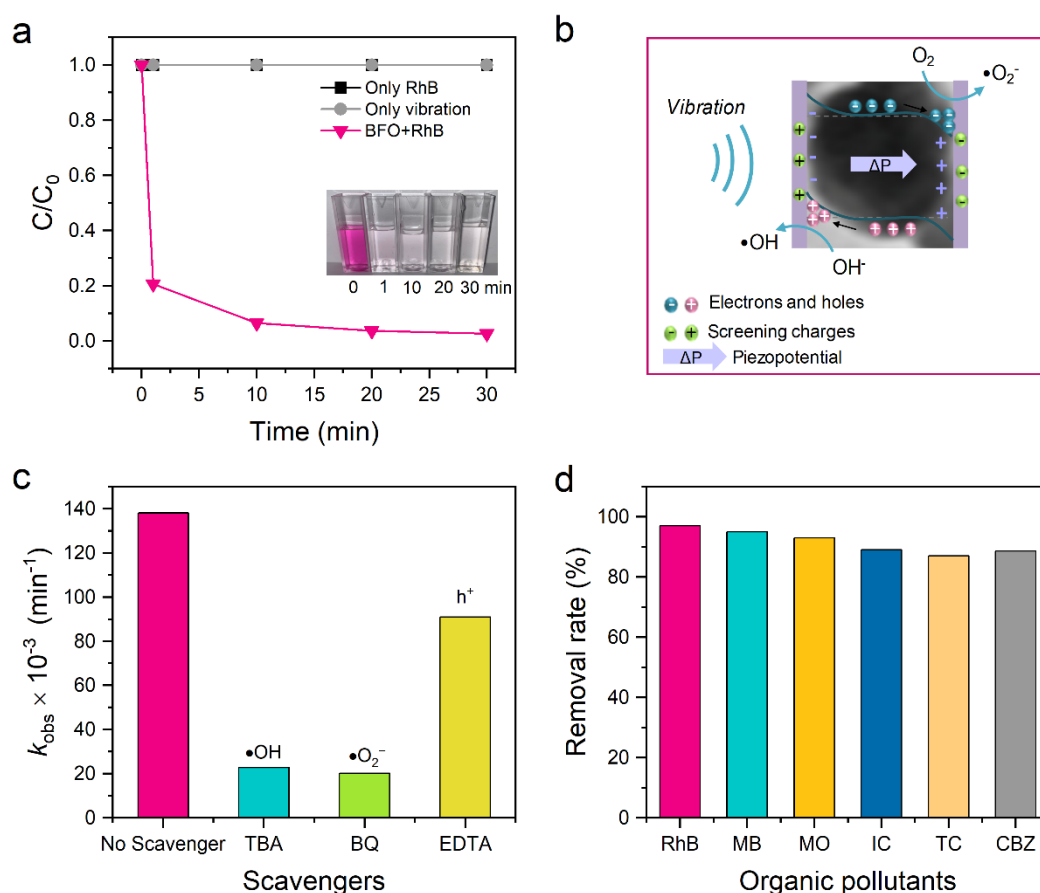 a
1.0
0.8
0.6
0.4
0.2
0.0
C/C0
Only RhB
Only vibration
BFO+RhB
0 1 10 20 30 min
0 5 10 15 20 25 30
Time (min)
b
Vibration
O2
•O2-
- - -
+ + +
ΔP
•OH
OH-
Electrons and holes
Screening charges
ΔP Piezopotential
c
140
120
100
80
60
40
20
0
kobs × 10−3 (min−1)
•OH
•O2−
h+
No Scavenger TBA BQ EDTA
Scavengers
d
100
80
60
40
20
0
Removal rate (%)
RhB MB MO IC TC CBZ
Organic pollutants